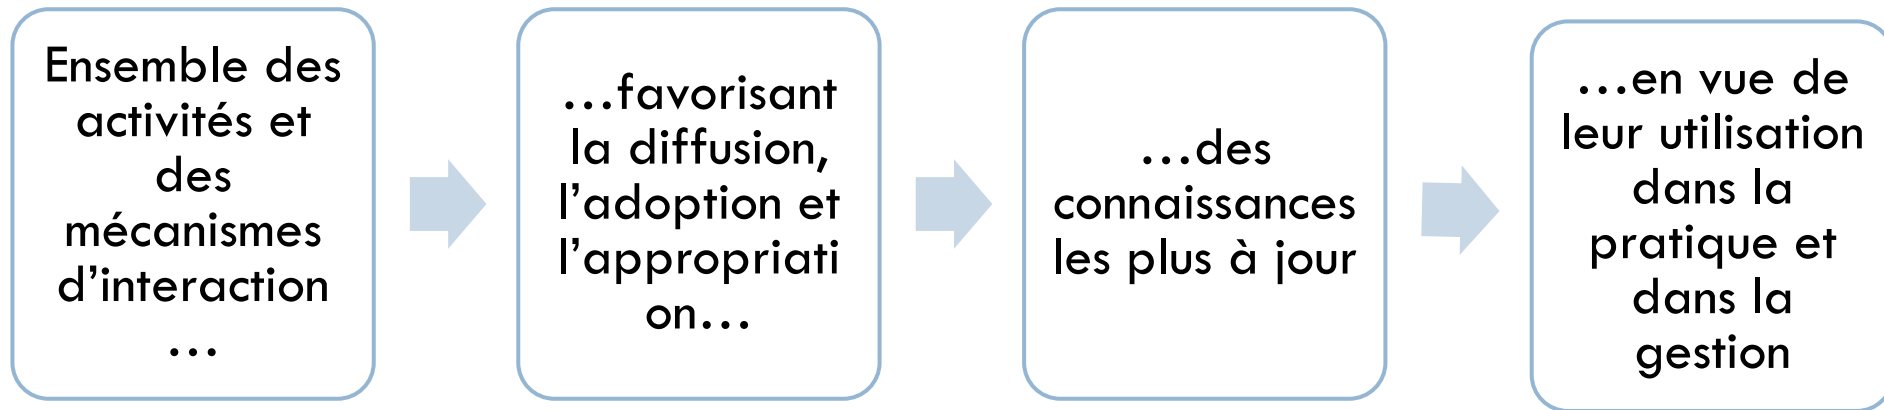 Ensemble des
activités et
des
mécanismes
d’interaction
…
…favorisant
la diffusion,
l’adoption et
l’appropriati
on…
…des
connaissances
les plus à jour
…en vue de
leur utilisation
dans la
pratique et
dans la
gestion